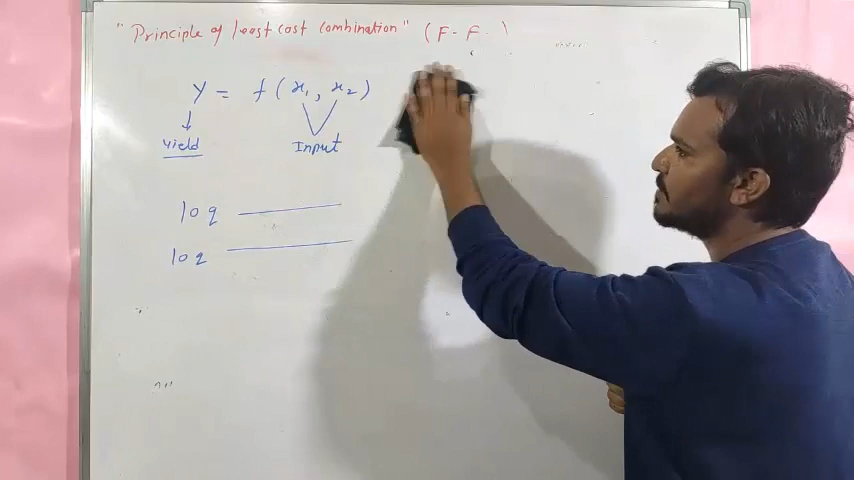 "Principle of least cost combination" (F-F-)
Y = f(x₁, x₂)
Yield
Input
10 q
10 q